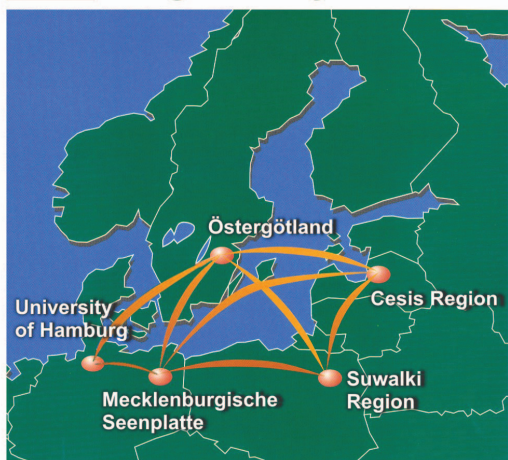 Östergötland
Cesis Region
University
of Hamburg
Suwalki
Region
Mecklenburgische
Seenplatte